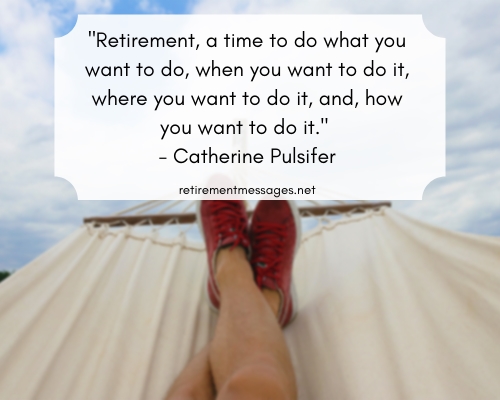 "Retirement, a time to do what you
want to do, when you want to do it,
where you want to do it, and, how
you want to do it."
- Catherine Pulsifer
retirementmessages.net